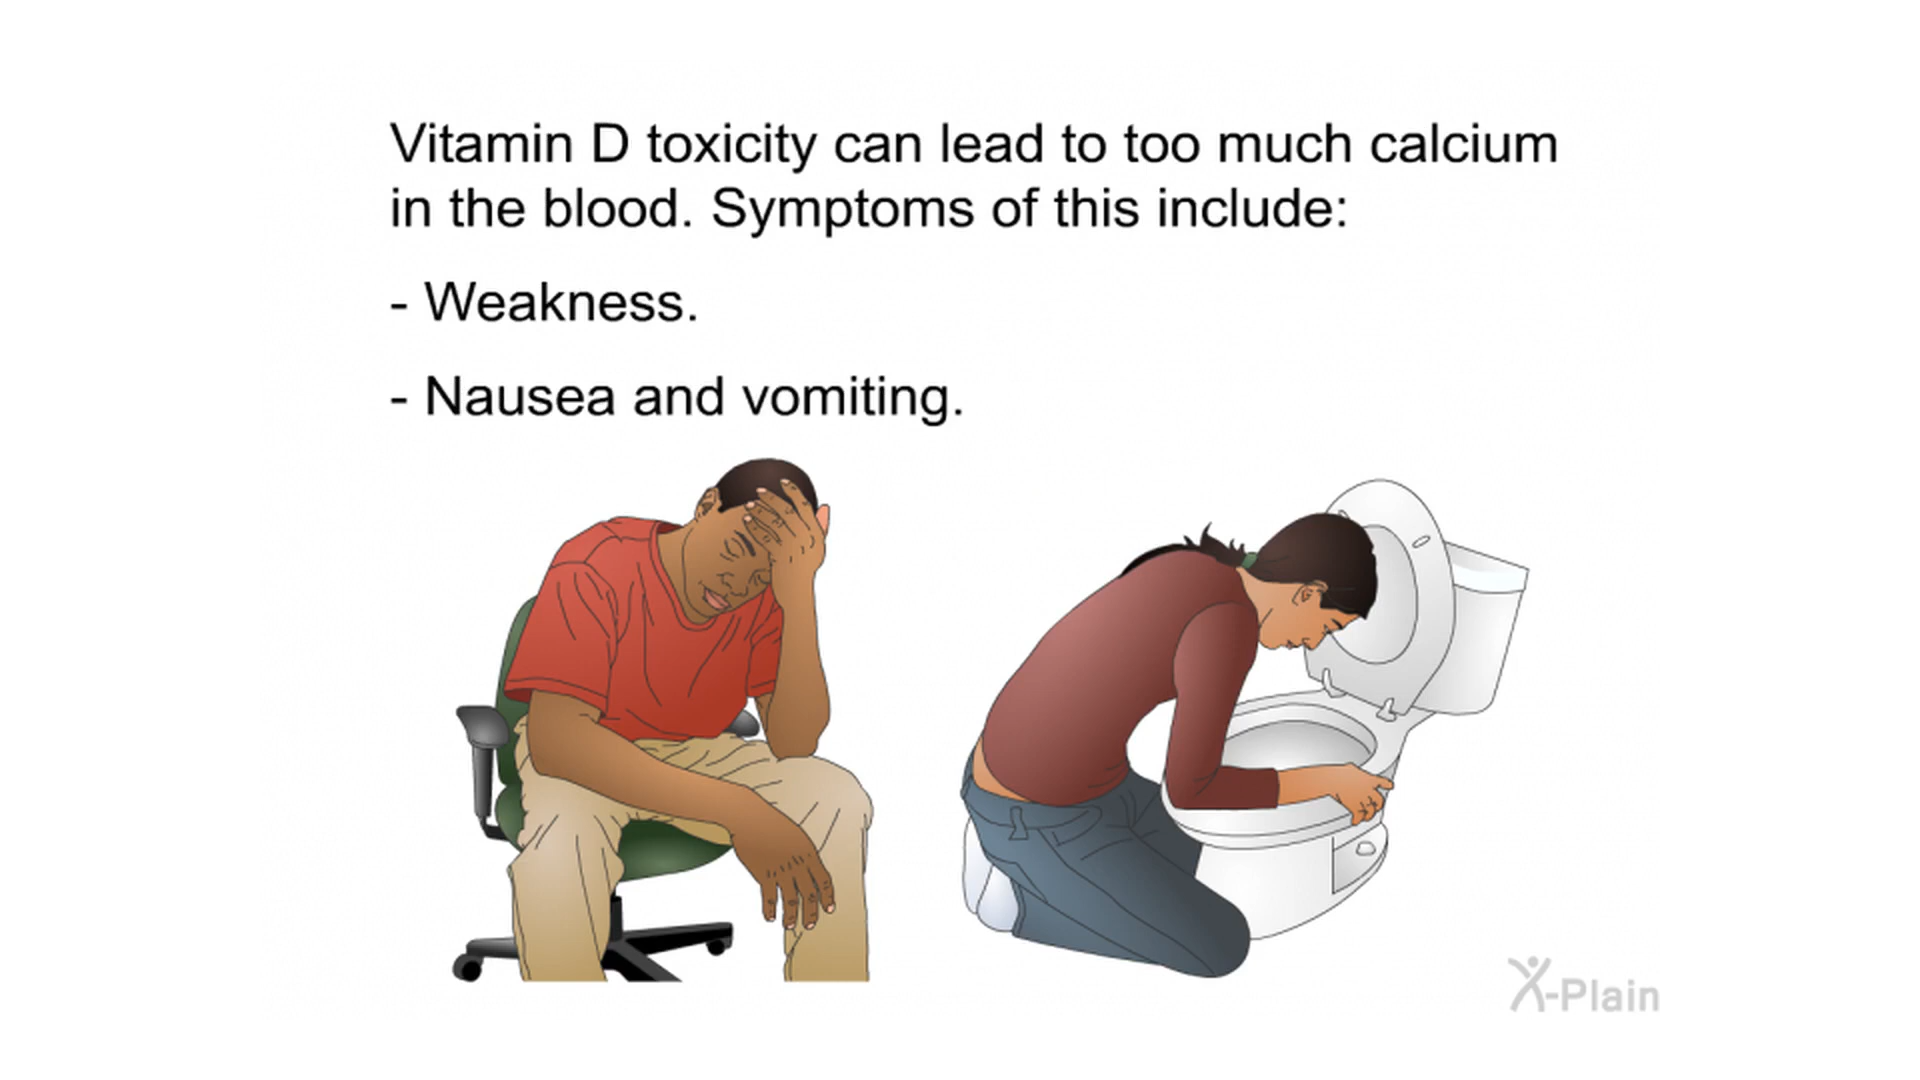 Vitamin D toxicity can lead to too much calcium
in the blood. Symptoms of this include:
- Weakness.
- Nausea and vomiting.
X-Plain